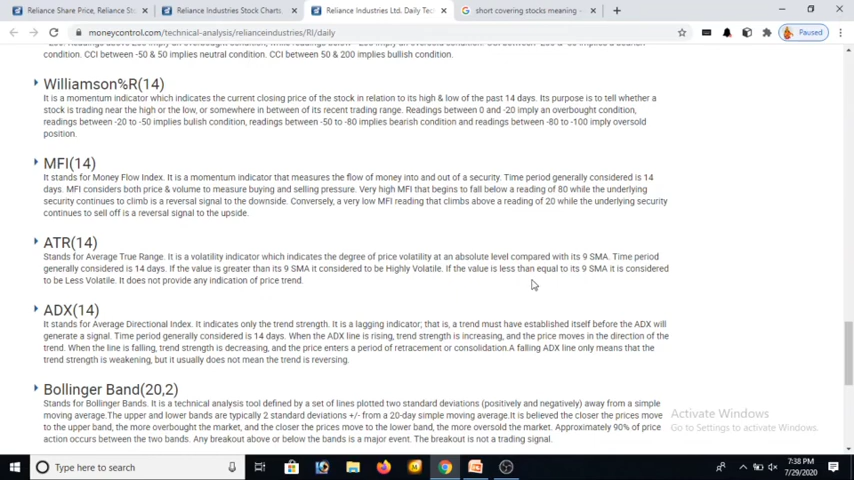 Reliance Share Price, Reliance Sto
Reliance Industries Stock Charts,
Reliance Industries Ltd. Daily Tec
short covering stocks meaning -
moneycontrol.com/technical-analysis/relianceindustries/RI/daily
Paused
condition. CCI between -50 & 50 implies neutral condition. CCI between 50 & 200 implies bullish condition.
Williamson%R(14)
It is a momentum indicator which indicates the current closing price of the stock in relation to its high & low of the past 14 days. Its purpose is to tell whether a
stock is trading near the high or the low, or somewhere in between of its recent trading range. Readings between 0 and -20 imply an overbought condition,
readings between -20 to -50 implies bulish condition, readings between -50 to -80 implies bearish condition and readings between -80 to -100 imply oversold
position.
MFI(14)
It stands for Money Flow Index. It is a momentum indicator that measures the flow of money into and out of a security. Time period generally considered is 14
days. MFI considers both price & volume to measure buying and selling pressure. Very high MFI that begins to fall below a reading of 80 while the underlying
security continues to climb is a reversal signal to the downside. Conversely, a very low MFI reading that climbs above a reading of 20 while the underlying security
continues to sell off is a reversal signal to the upside.
ATR(14)
Stands for Average True Range. It is a volatility indicator which indicates the degree of price volatility at an absolute level compared with its 9 SMA. Time period
generally considered is 14 days. If the value is greater than its 9 SMA it considered to be Highly Volatile. If the value is less than equal to its 9 SMA it is considered
to be Less Volatile. It does not provide any indication of price trend.
ADX(14)
It stands for Average Directional Index. It indicates only the trend strength. It is a lagging indicator; that is, a trend must have established itself before the ADX will
generate a signal. Time period generally considered is 14 days. When the ADX line is rising, trend strength is increasing, and the price moves in the direction of the
trend. When the line is falling, trend strength is decreasing, and the price enters a period of retracement or consolidation.A falling ADX line only means that the
trend strength is weakening, but it usually does not mean the trend is reversing.
Bollinger Band(20,2)
Stands for Bollinger Bands. It is a technical analysis tool defined by a set of lines plotted two standard deviations (positively and negatively) away from a simple
moving average.The upper and lower bands are typically 2 standard deviations +/- from a 20-day simple moving average.It is believed the closer the prices move
to the upper band, the more overbought the market, and the closer the prices move to the lower band, the more oversold the market. Approximately 90% of price
action occurs between the two bands. Any breakout above or below the bands is a major event. The breakout is not a trading signal.
Activate Windows
Go to Settings to activate Windows.
Type here to search
7:38 PM
7/29/2020